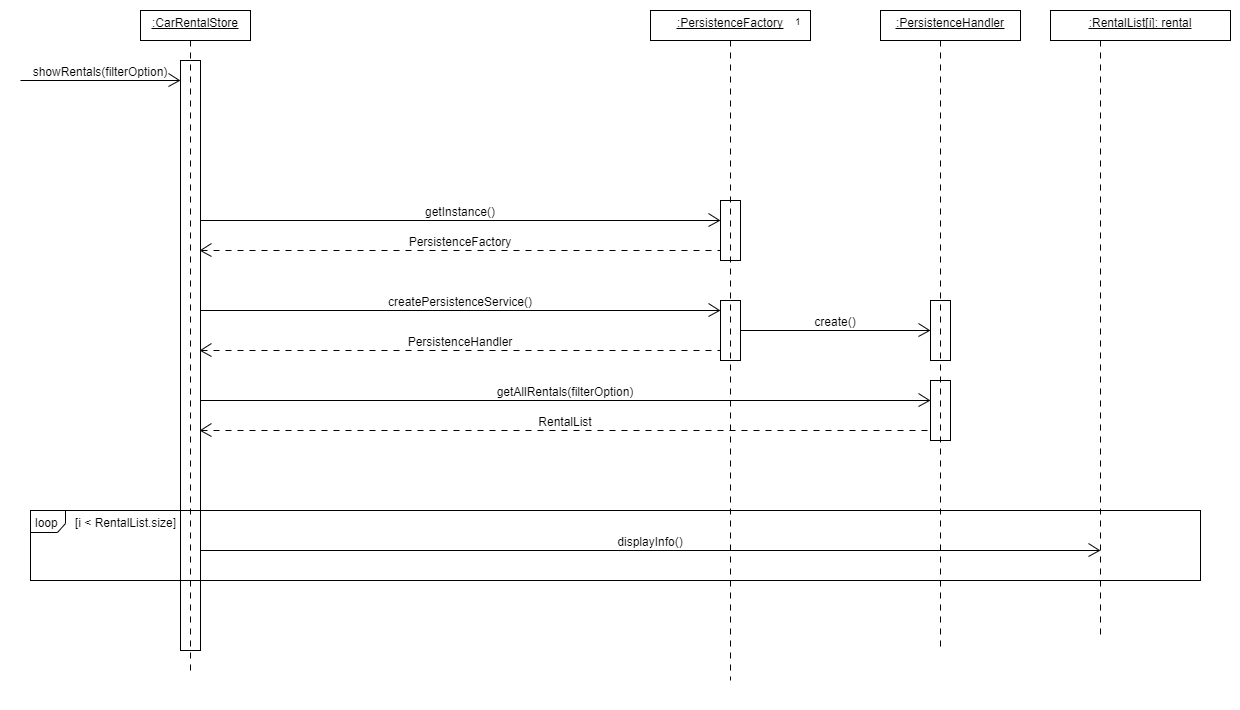 :CarRentalStore
:PersistenceFactory 1
:PersistenceHandler
:RentalList[i]: rental
showRentals(filterOption)
getInstance()
PersistenceFactory
createPersistenceService()
create()
PersistenceHandler
getAllRentals(filterOption)
RentalList
loop [i < RentalList.size]
displayInfo()